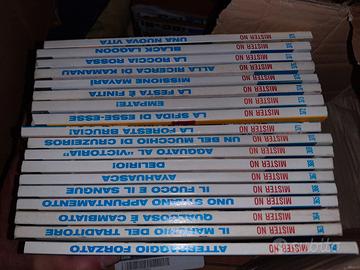 MISTER NO ATTERRAGGIO FORZATO
MISTER NO IL MARCHIO DEL TRADITORE
MISTER NO QUALCOSA È CAMBIATO
MISTER NO UNO STRANO APPUNTAMENTO
MISTER NO IL FUOCO E IL SANGUE
MISTER NO AYAHUASCA
MISTER NO DELIRIO!
MISTER NO AGGUATO AL "VICTORIA"
MISTER NO UN BEL MUCCHIO DI CRUZEIROS
MISTER NO LA FORESTA BRUCIA!
MISTER NO LA SFIDA DI ESSE-ESSE
MISTER NO EMPATE!
MISTER NO LA FESTA È FINITA
MISTER NO MISSIONE MAYARI
MISTER NO ALLA RICERCA DI KAMANAU
MISTER NO LA ROCCIA ROSSA
MISTER NO BLACK LAGOON
MISTER NO UNA NUOVA VITA